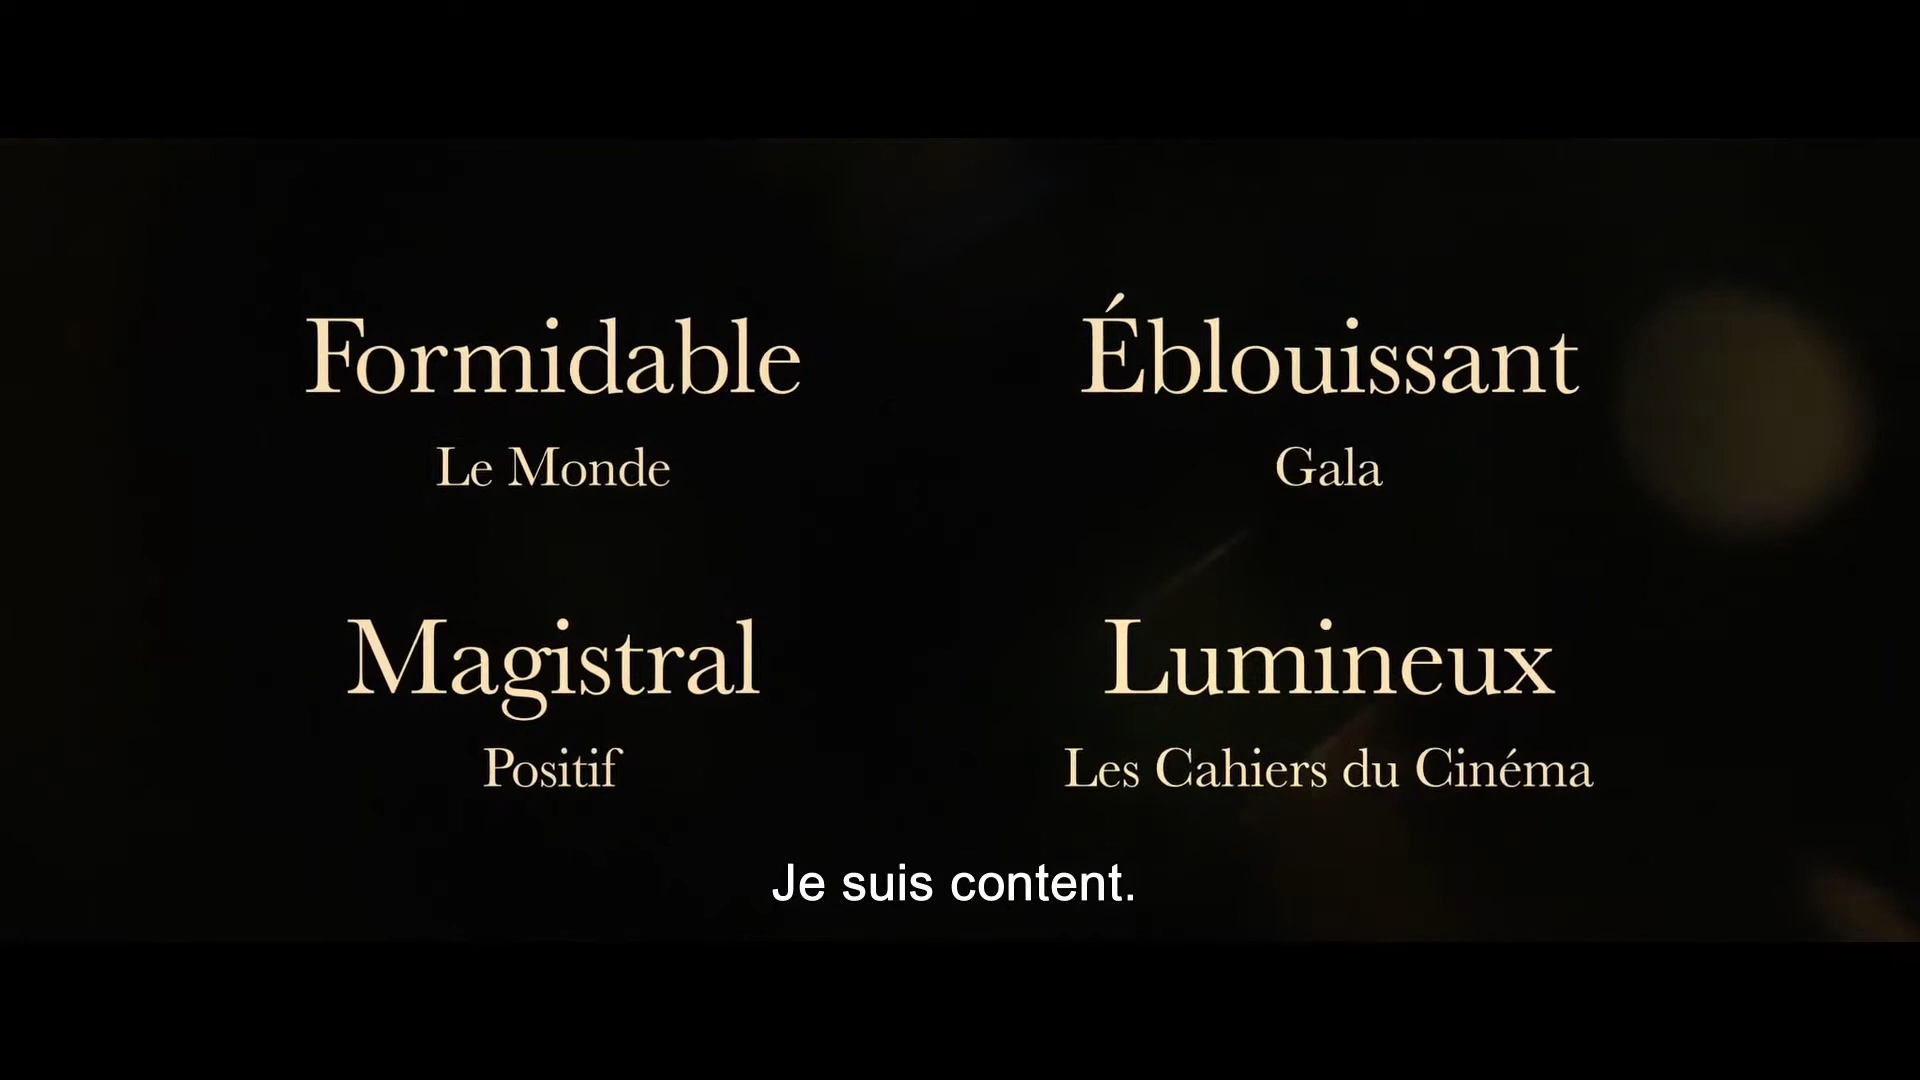 Formidable
Le Monde
Éblouissant
Gala
Magistral
Positif
Lumineux
Les Cahiers du Cinéma
Je suis content.